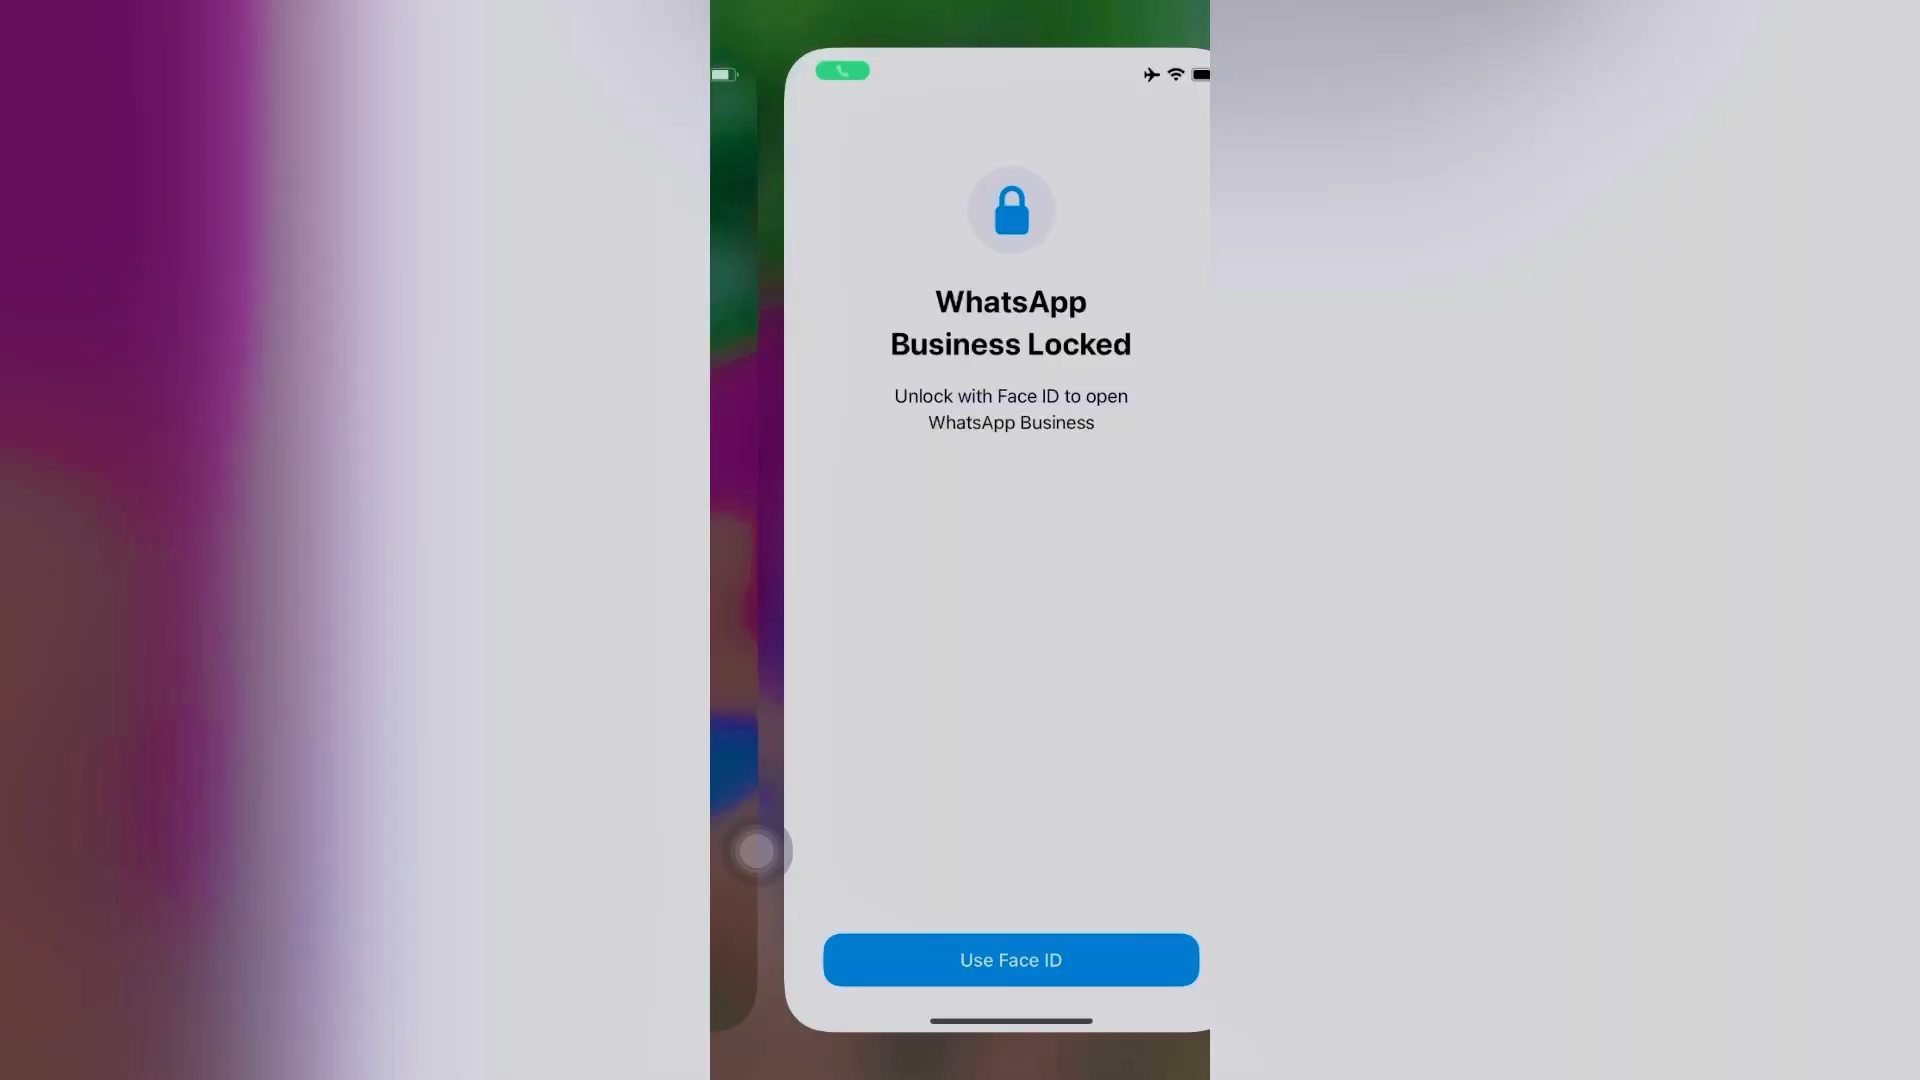 WhatsApp
Business Locked
Unlock with Face ID to open
WhatsApp Business
Use Face ID